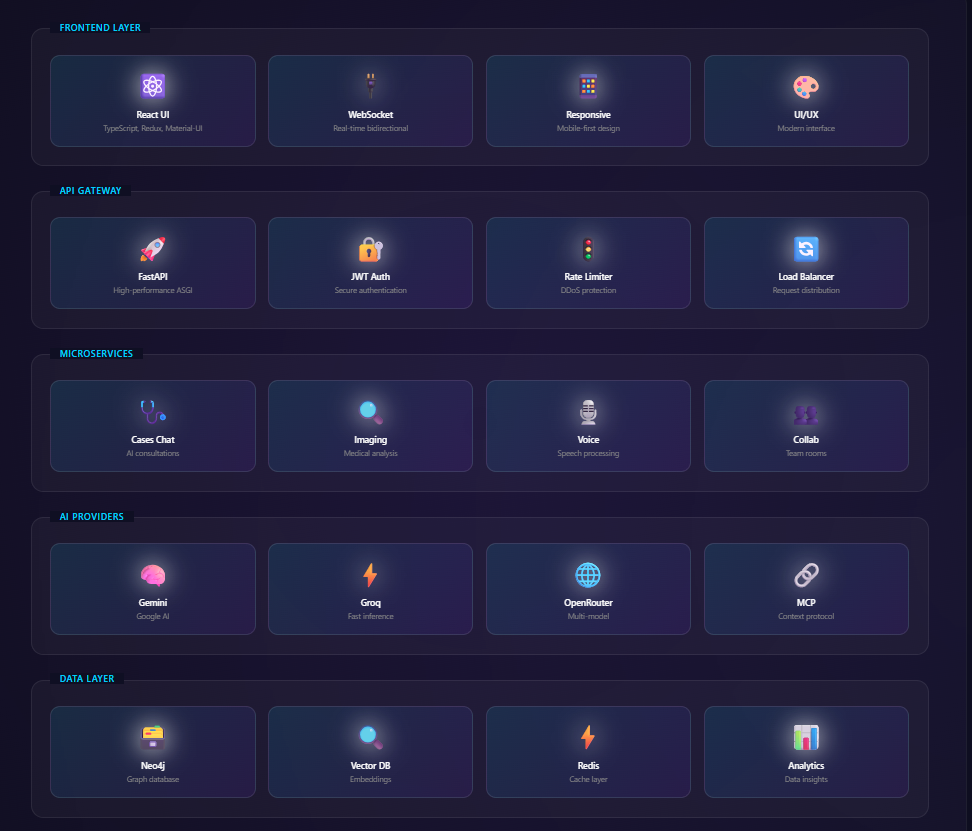 FRONTEND LAYER
React UI
TypeScript, Redux, Material-UI
WebSocket
Real-time bidirectional
Responsive
Mobile-first design
UI/UX
Modern interface
API GATEWAY
FastAPI
High-performance ASGI
JWT Auth
Secure authentication
Rate Limiter
DDoS protection
Load Balancer
Request distribution
MICROSERVICES
Cases Chat
AI consultations
Imaging
Medical analysis
Voice
Speech processing
Collab
Team rooms
AI PROVIDERS
Gemini
Google AI
Groq
Fast inference
OpenRouter
Multi-model
MCP
Context protocol
DATA LAYER
Neo4j
Graph database
Vector DB
Embeddings
Redis
Cache layer
Analytics
Data insights